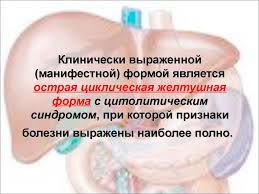 Клинически выраженной
(манифестной) формой является
острая циклическая желтушная
форма с цитолитическим
синдромом, при которой признаки
болезни выражены наиболее полно.